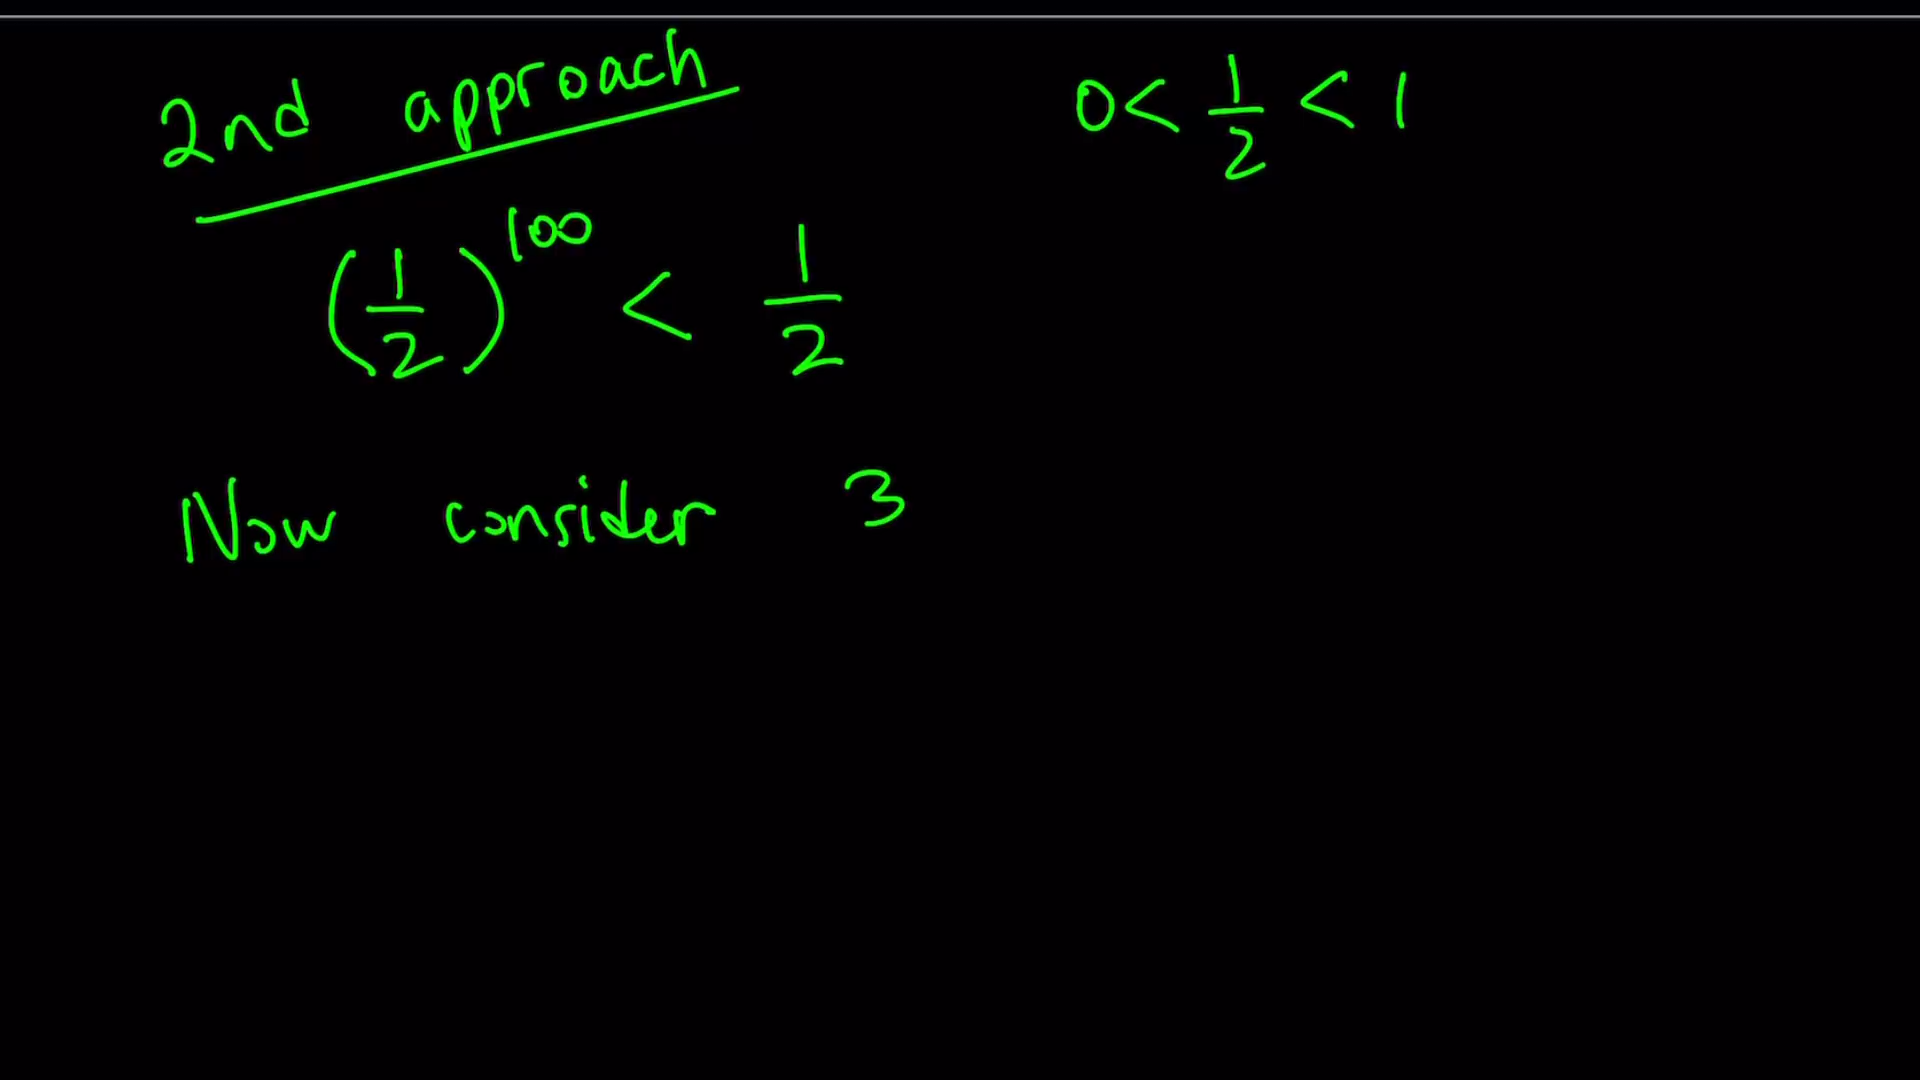 2nd approach
0 < 1/2 < 1
(1/2)^100 < 1/2
Now consider 3